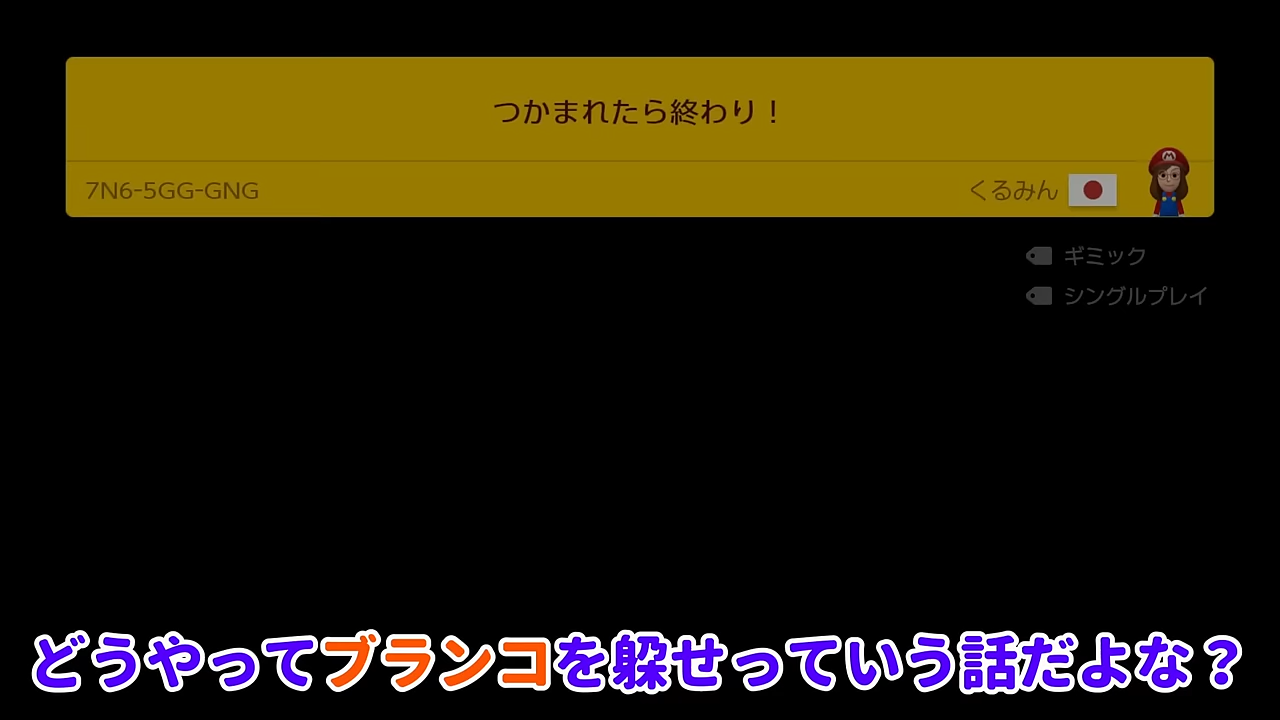 つかまれたら終わり！
7N6-5GG-GNG
くるみん
ギミック
シングルプレイ
どうやってブランコを躱せっていう話だよな？